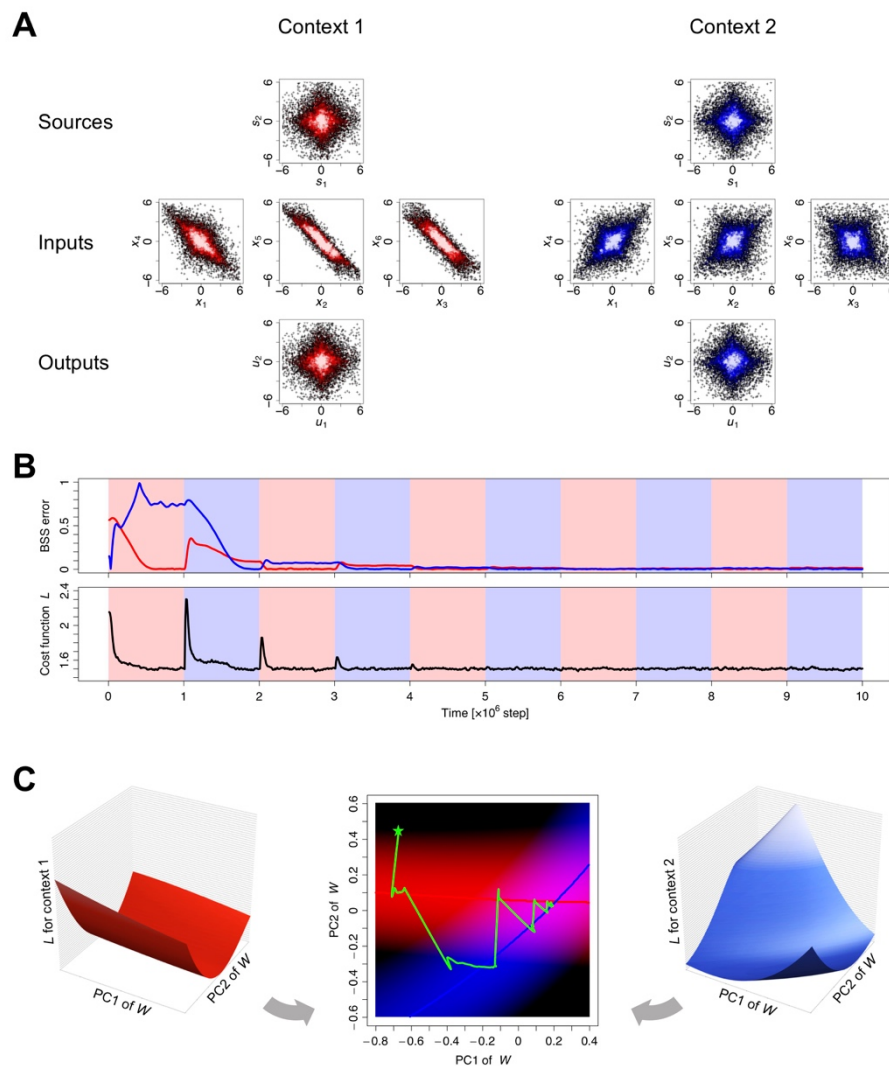 A
Context 1
Context 2
Sources
s2
6
0
-6
-6 0 6
s1
s2
6
0
-6
-6 0 6
s1
Inputs
x4
6
0
-6
-6 0 6
x1
x5
6
0
-6
-6 0 6
x2
x6
6
0
-6
-6 0 6
x3
x4
6
0
-6
-6 0 6
x1
x5
6
0
-6
-6 0 6
x2
x6
6
0
-6
-6 0 6
x3
Outputs
u2
6
0
-6
-6 0 6
u1
u2
6
0
-6
-6 0 6
u1
B
BSS error
1
0.5
0
Cost function L
2.4
2
1.6
0 1 2 3 4 5 6 7 8 9 10
Time [×10⁶ step]
C
L for context 1
PC1 of W
PC2 of W
PC2 of W
0.6
0.4
0.2
0
−0.2
−0.4
−0.6
−0.8 −0.6 −0.4 −0.2 0 0.2 0.4
PC1 of W
L for context 2
PC1 of W
PC2 of W